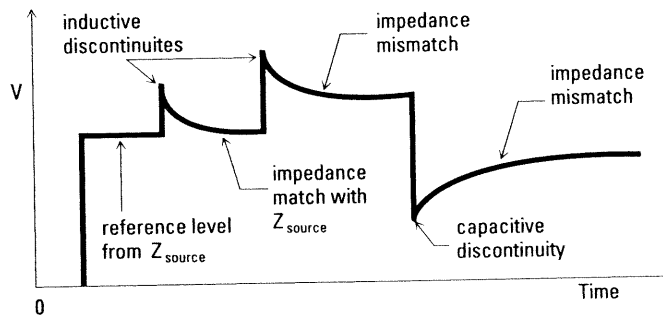 inductive
discontinuites
impedance
mismatch
impedance
mismatch
V
reference level
from Z source
impedance
match with
Z source
capacitive
discontinuity
0
Time